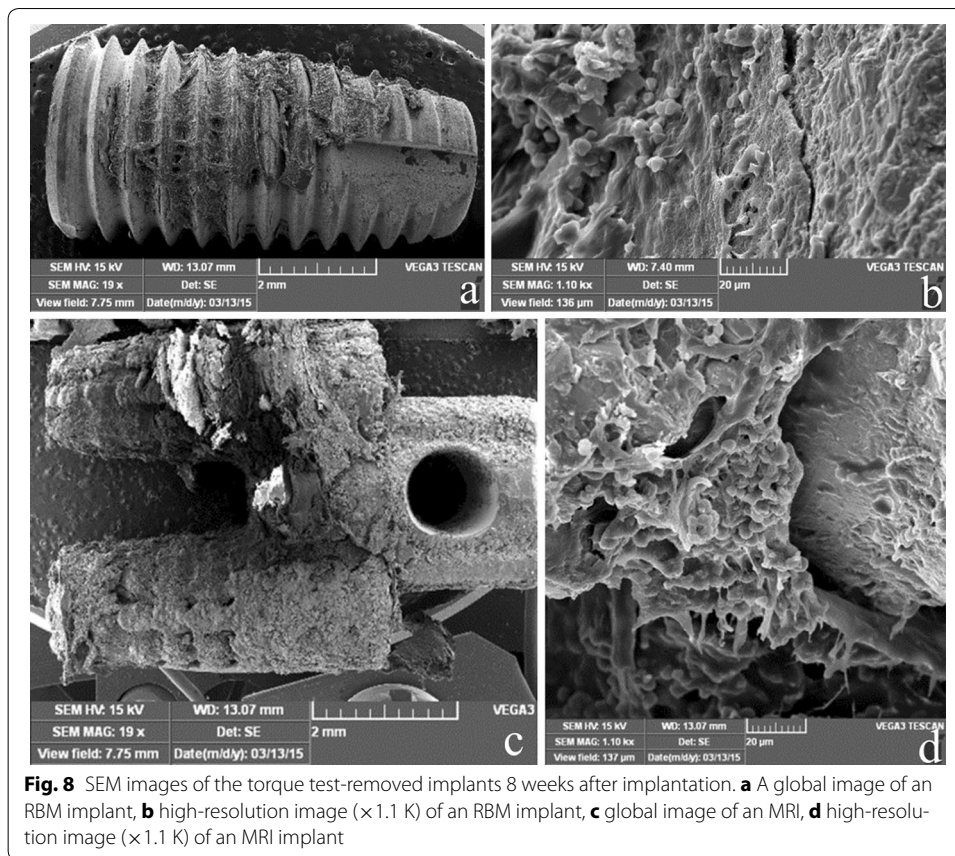 SEM HV: 15 kV WD: 13.07 mm VEGA3 TESCAN
SEM MAG: 19 x Det: SE 2 mm
View field: 7.75 mm Date(m/d/y): 03/13/15
a
SEM HV: 15 kV WD: 7.40 mm VEGA3 TESCAN
SEM MAG: 1.10 kx Det: SE 20 µm
View field: 136 µm Date(m/d/y): 03/13/15
b
SEM HV: 15 kV WD: 13.07 mm VEGA3
SEM MAG: 19 x Det: SE 2 mm
View field: 7.75 mm Date(m/d/y): 03/13/15
c
SEM HV: 15 kV WD: 13.07 mm VEGA3 TESCAN
SEM MAG: 1.10 kx Det: SE 20 µm
View field: 137 µm Date(m/d/y): 03/13/15
d
Fig. 8 SEM images of the torque test-removed implants 8 weeks after implantation. a A global image of an
RBM implant, b high-resolution image (×1.1 K) of an RBM implant, c global image of an MRI, d high-resolu-
tion image (×1.1 K) of an MRI implant